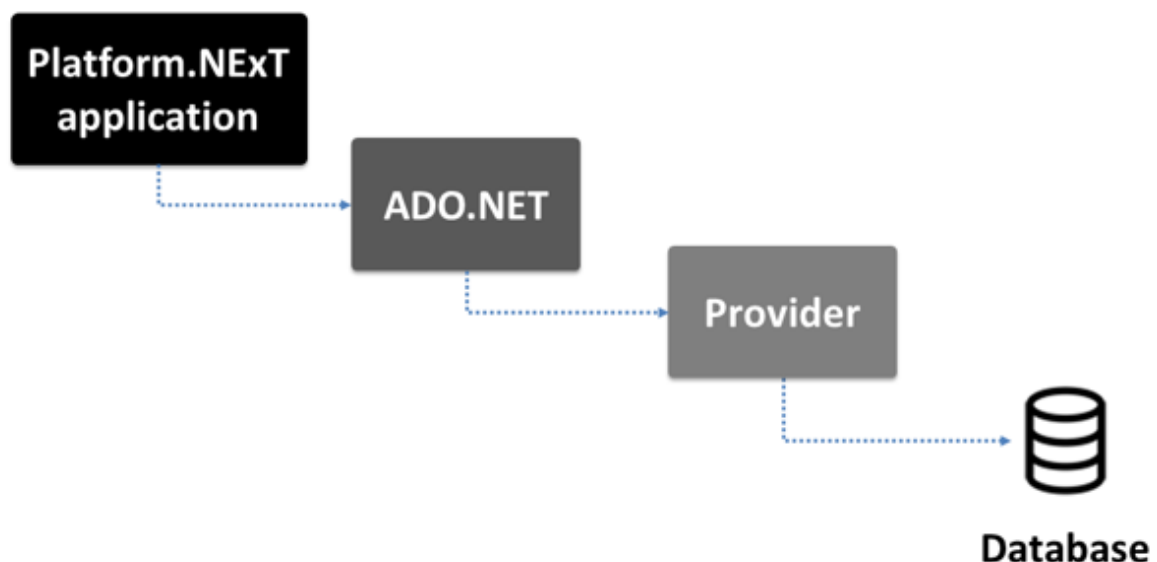 Platform.NExT
application
ADO.NET
Provider
Database